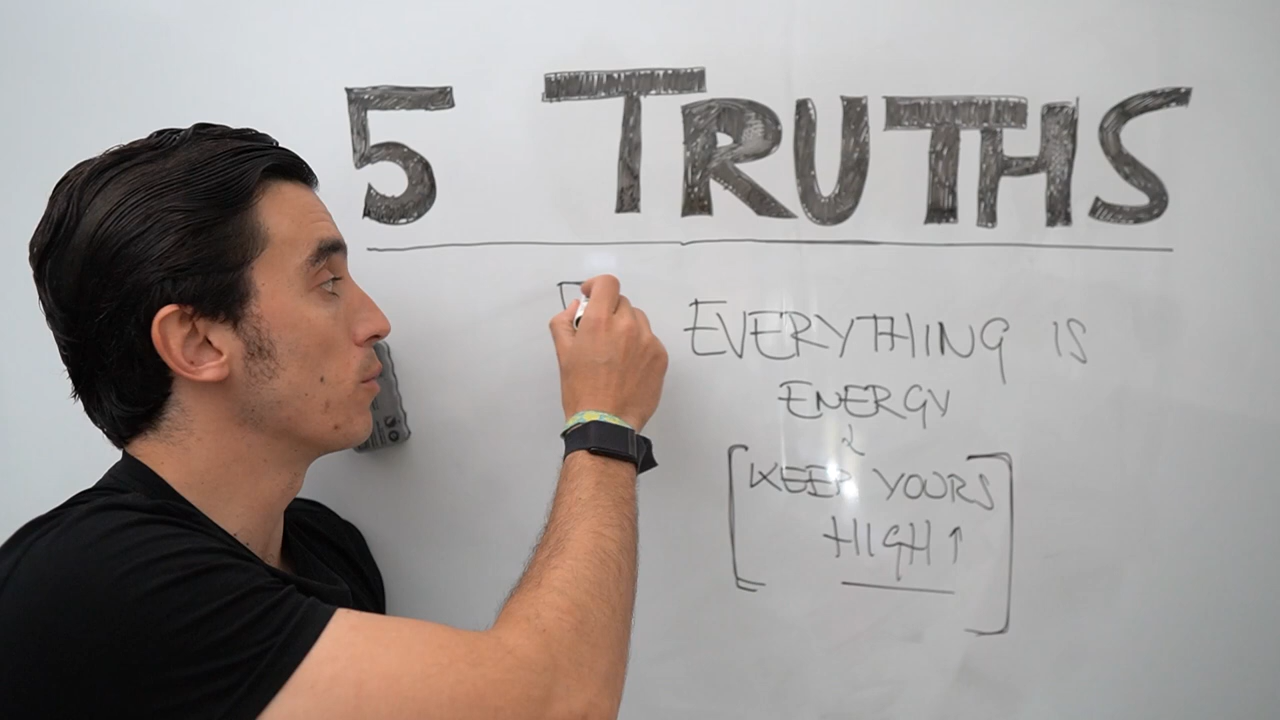 5 TRUTHS
EVERYTHING IS
ENERGY
&
KEEP YOURS
HIGH ↑